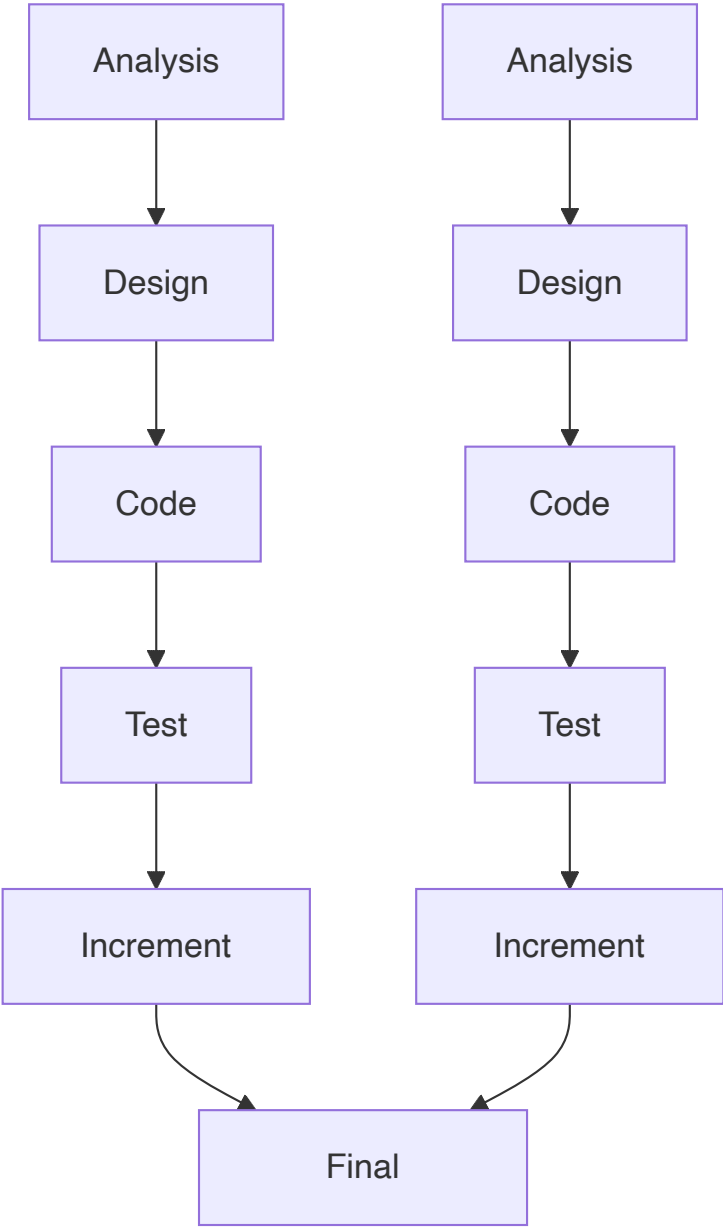 Analysis
Analysis
Design
Design
Code
Code
Test
Test
Increment
Increment
Final